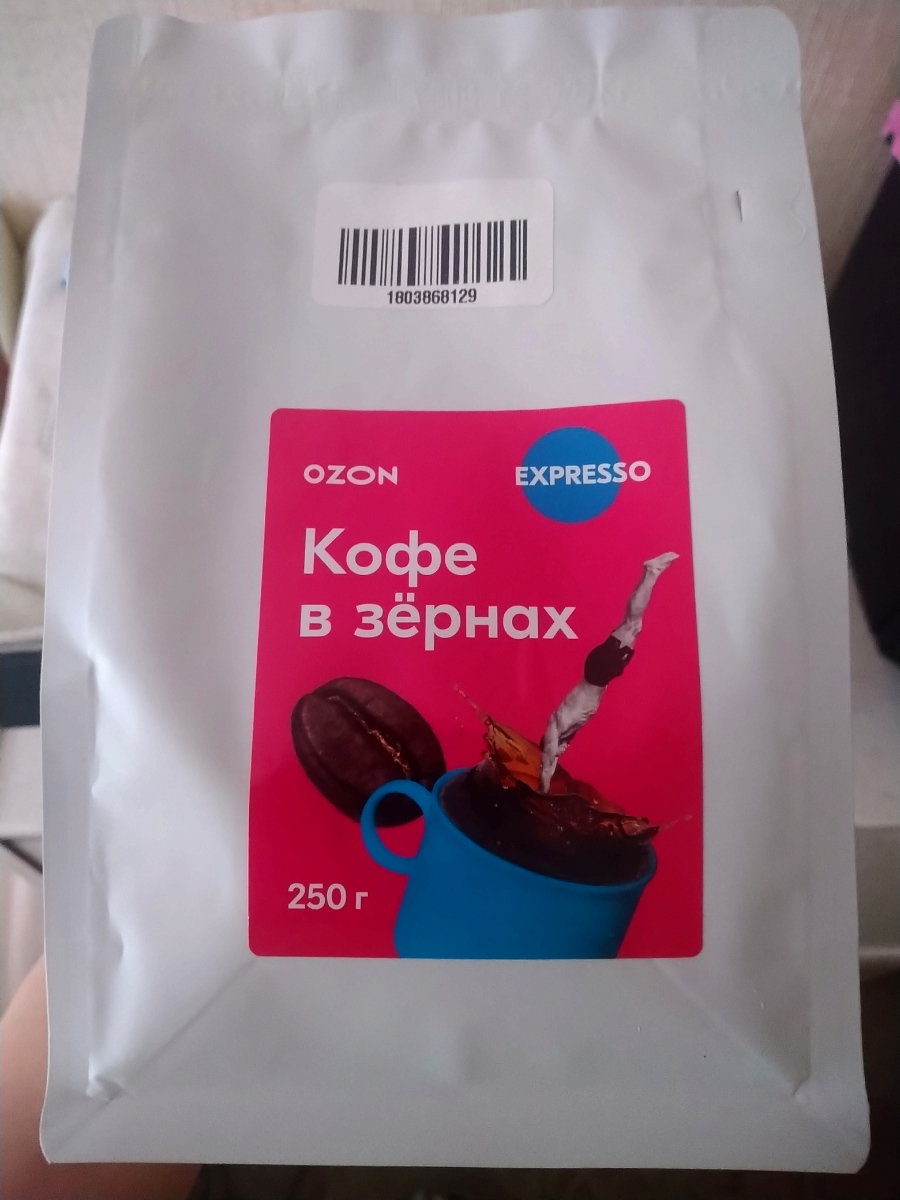 1803868129
OZON
EXPRESSO
Кофе
в зёрнах
250 г